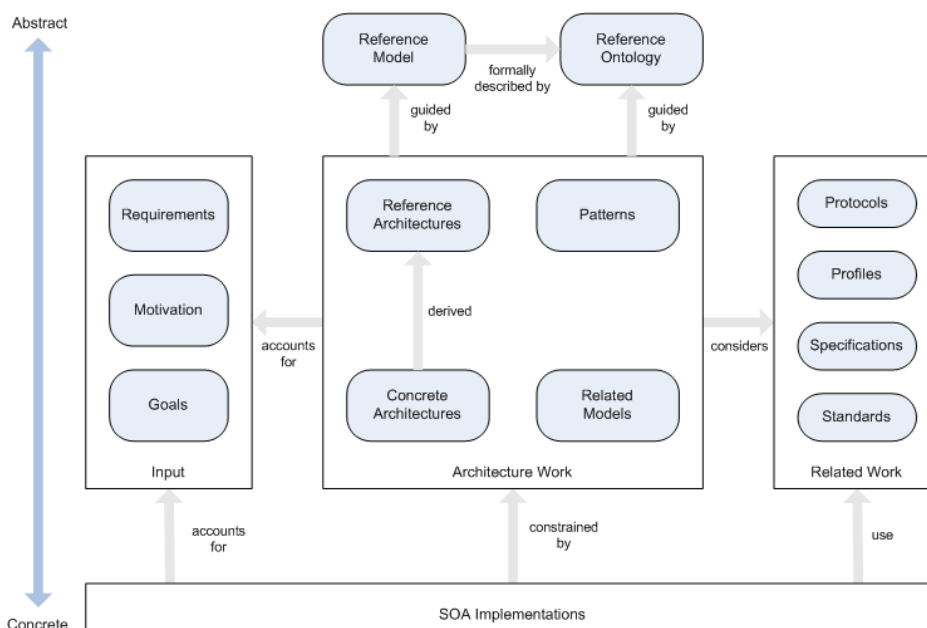 Abstract
Reference
Model
formally
described by
Reference
Ontology
guided
by
guided
by
Requirements
Motivation
Goals
Input
accounts
for
Reference
Architectures
Patterns
derived
Concrete
Architectures
Related
Models
Architecture Work
considers
Protocols
Profiles
Specifications
Standards
Related Work
accounts
for
constrained
by
use
SOA Implementations
Concrete